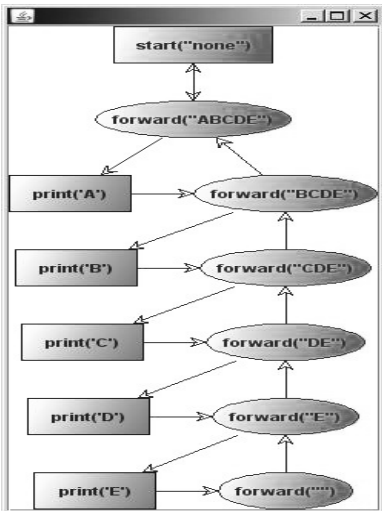 start("none")
forward("ABCDE")
print('A')
forward("BCDE")
print('B')
forward("CDE")
print('C')
forward("DE")
print('D')
forward("E")
print('E')
forward("")